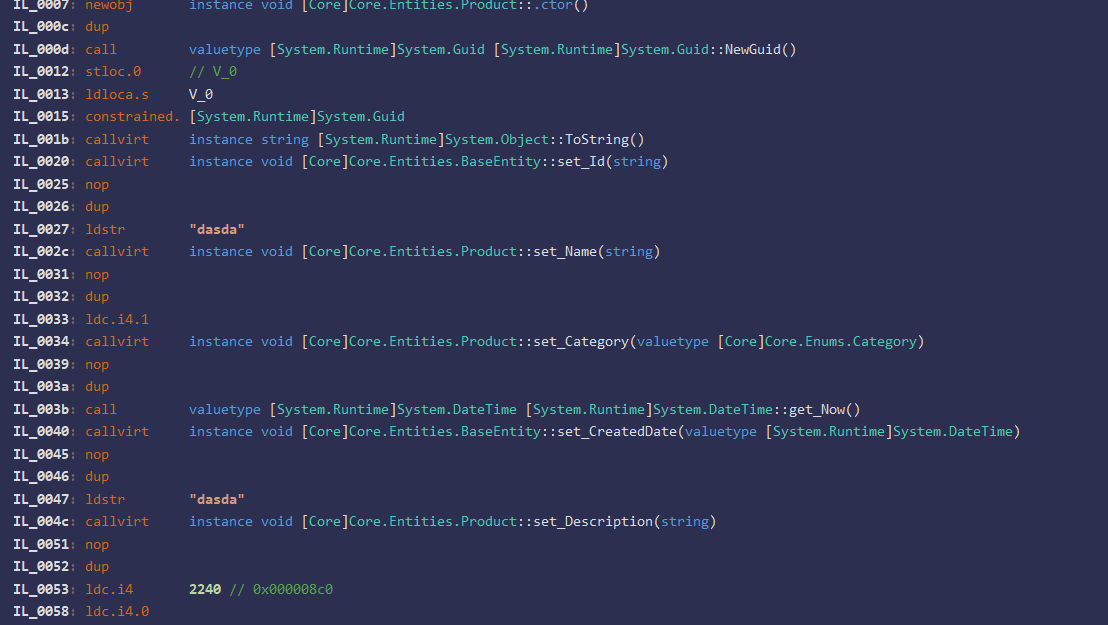 IL_0007: newobj instance void [Core]Core.Entities.Product::.ctor()
IL_000c: dup
IL_000d: call valuetype [System.Runtime]System.Guid [System.Runtime]System.Guid::NewGuid()
IL_0012: stloc.0 // V_0
IL_0013: ldloca.s V_0
IL_0015: constrained. [System.Runtime]System.Guid
IL_001b: callvirt instance string [System.Runtime]System.Object::ToString()
IL_0020: callvirt instance void [Core]Core.Entities.BaseEntity::set_Id(string)
IL_0025: nop
IL_0026: dup
IL_0027: ldstr "dasda"
IL_002c: callvirt instance void [Core]Core.Entities.Product::set_Name(string)
IL_0031: nop
IL_0032: dup
IL_0033: ldc.i4.1
IL_0034: callvirt instance void [Core]Core.Entities.Product::set_Category(valuetype [Core]Core.Enums.Category)
IL_0039: nop
IL_003a: dup
IL_003b: call valuetype [System.Runtime]System.DateTime [System.Runtime]System.DateTime::get_Now()
IL_0040: callvirt instance void [Core]Core.Entities.BaseEntity::set_CreatedDate(valuetype [System.Runtime]System.DateTime)
IL_0045: nop
IL_0046: dup
IL_0047: ldstr "dasda"
IL_004c: callvirt instance void [Core]Core.Entities.Product::set_Description(string)
IL_0051: nop
IL_0052: dup
IL_0053: ldc.i4 2240 // 0x000008c0
IL_0058: ldc.i4.0